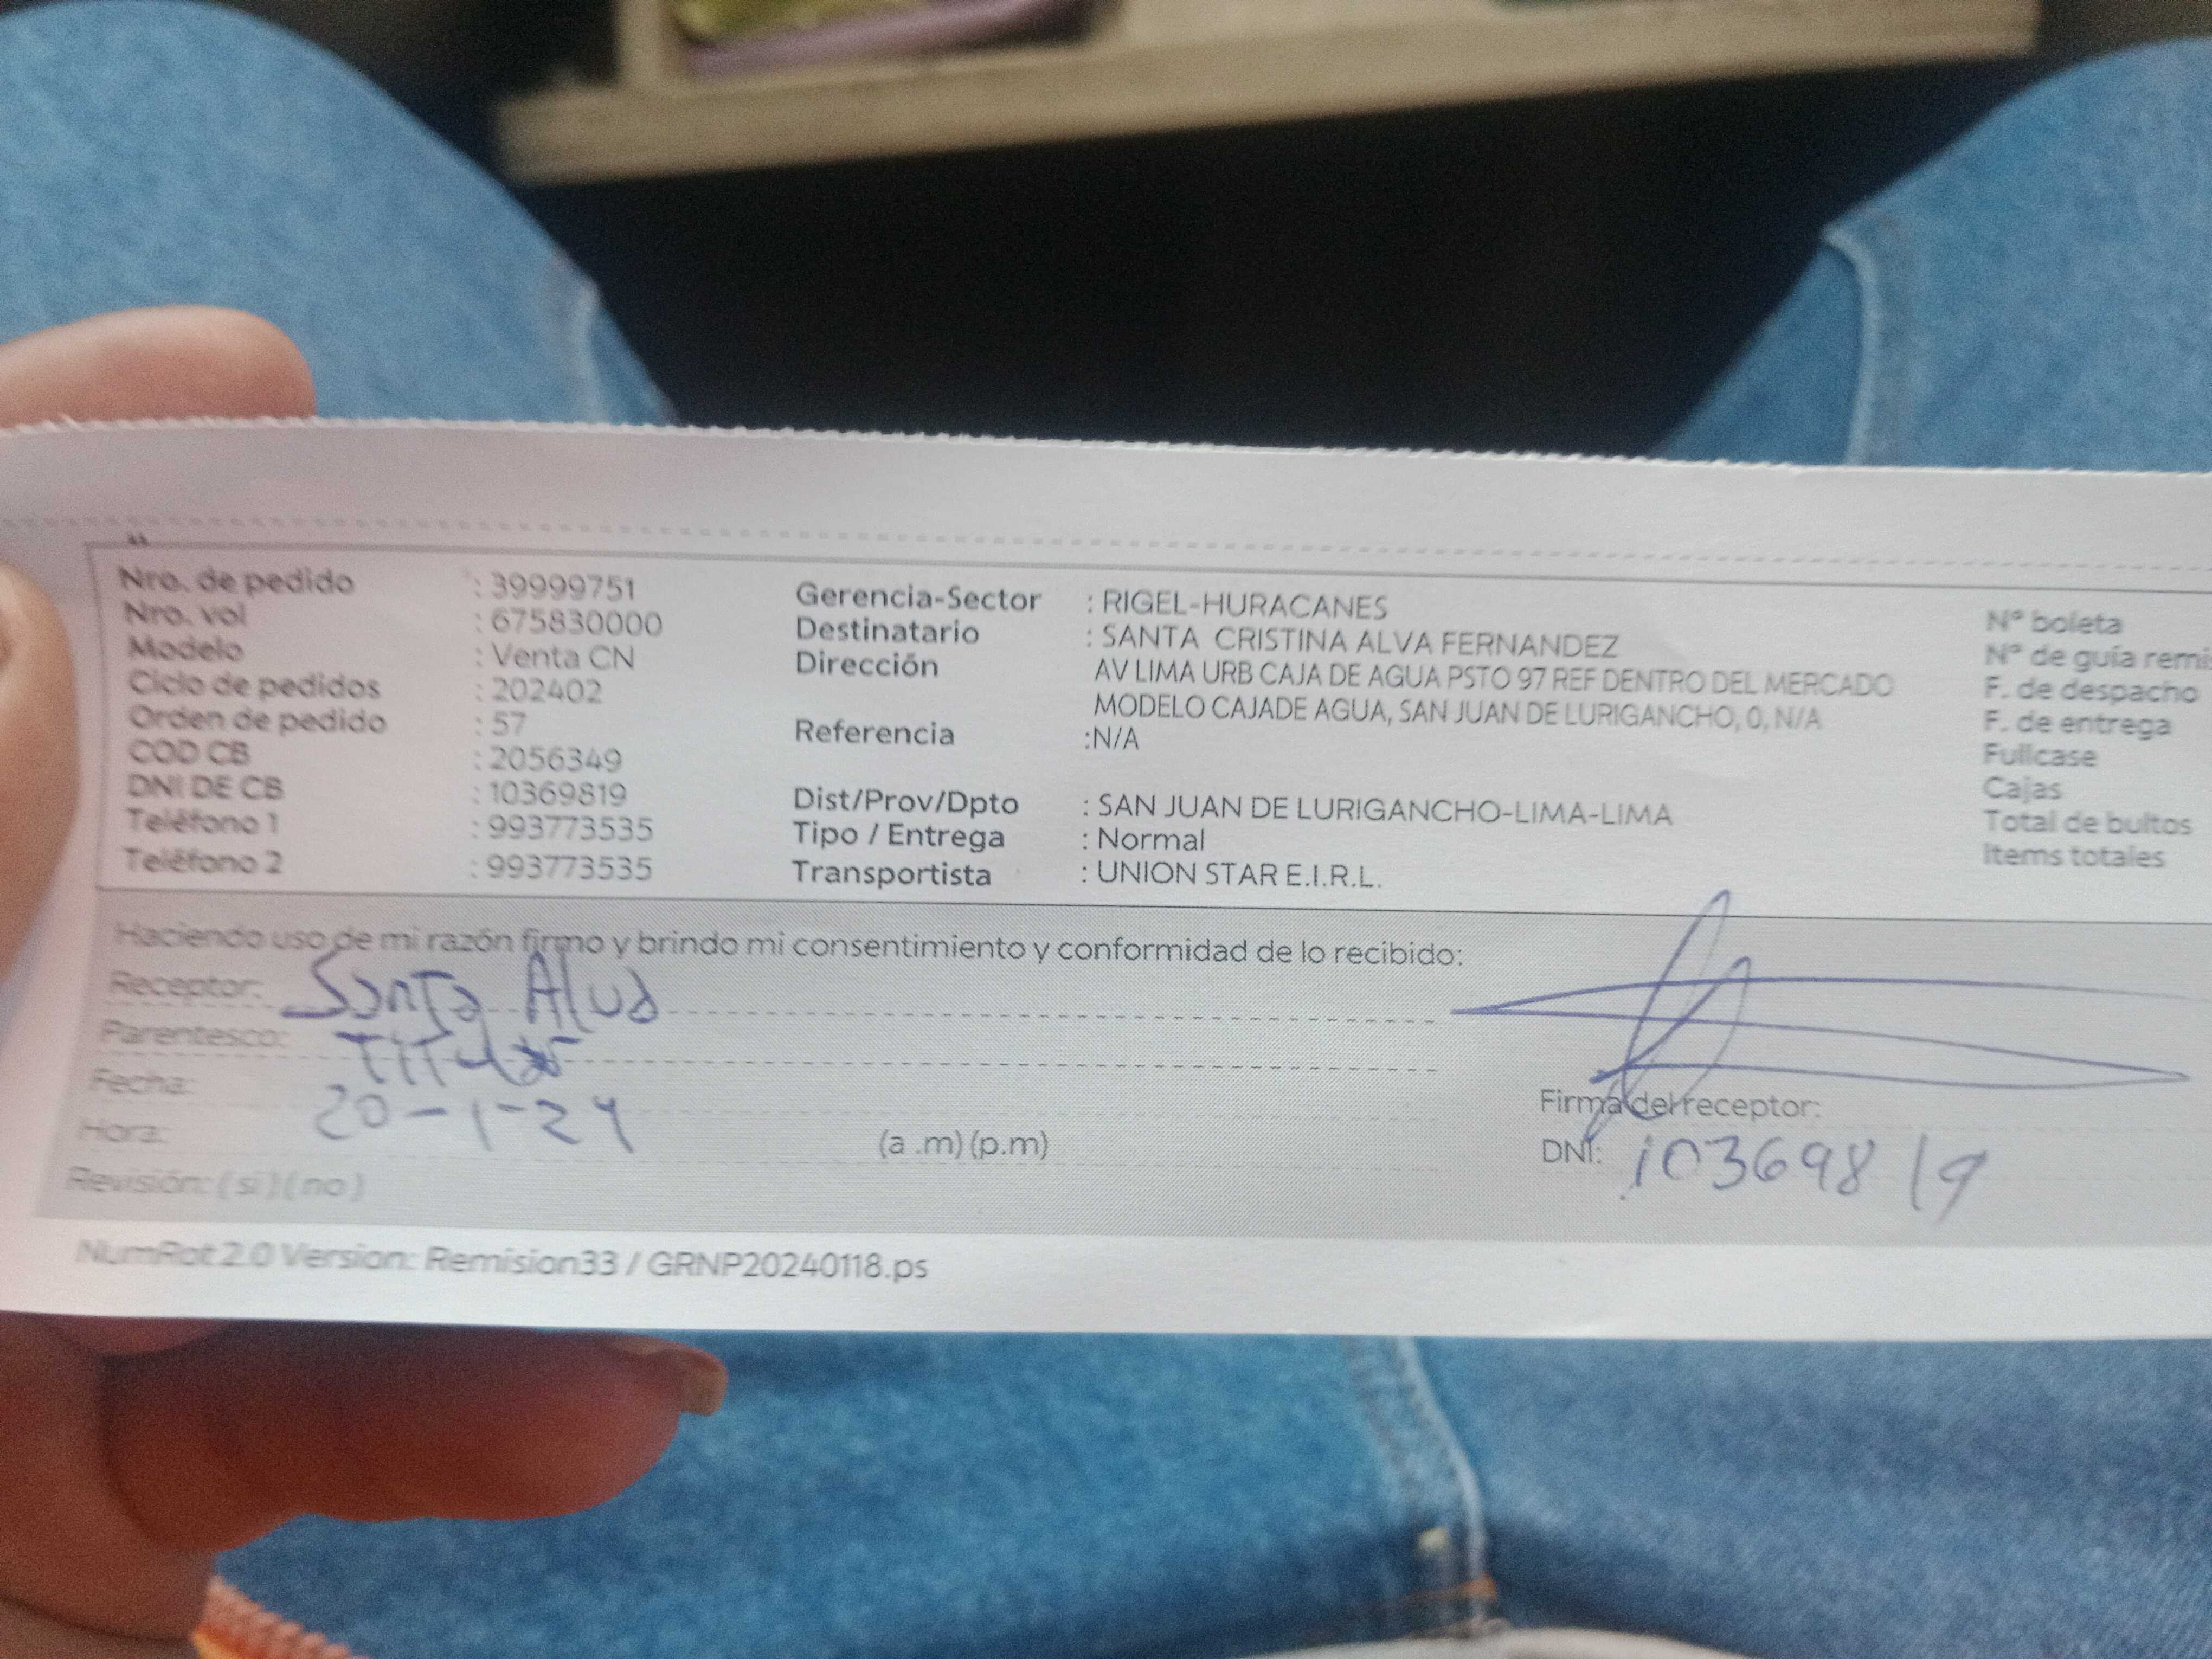 Nro. de pedido : 39999751
Nro. vol : 675830000
Modelo : Venta CN
Ciclo de pedidos : 202402
Orden de pedido : 57
COD CB : 2056349
DNI DE CB : 10369819
Teléfono 1 : 993773535
Teléfono 2 : 993773535
Gerencia-Sector : RIGEL-HURACANES
Destinatario : SANTA CRISTINA ALVA FERNANDEZ
Dirección AV LIMA URB CAJA DE AGUA PSTO 97 REF DENTRO DEL MERCADO
MODELO CAJADE AGUA, SAN JUAN DE LURIGANCHO, 0, N/A
Referencia :N/A
Dist/Prov/Dpto : SAN JUAN DE LURIGANCHO-LIMA-LIMA
Tipo / Entrega : Normal
Transportista : UNION STAR E.I.R.L.
N° boleta
N° de guía remis
F. de despacho
F. de entrega
Fullcase
Cajas
Total de bultos
Items totales
Haciendo uso de mi razón firmo y brindo mi consentimiento y conformidad de lo recibido:
Receptor: Santa Alva
Parentesco: Titular
Fecha: 20-1-24
Hora: (a .m) (p.m)
Revisión: ( si ) ( no )
Firma del receptor:
DNI: 10369819
NumRot 2.0 Version: Remision33 / GRNP20240118.ps